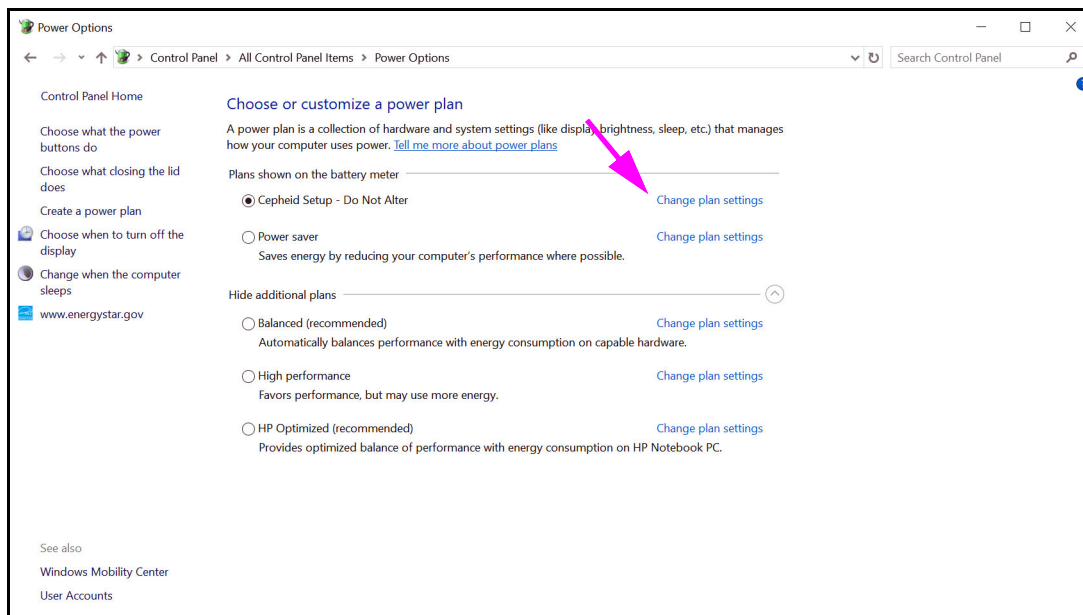 Power Options
Control Panel > All Control Panel Items > Power Options
Search Control Panel
Control Panel Home
Choose what the power
buttons do
Choose what closing the lid
does
Create a power plan
Choose when to turn off the
display
Change when the computer
sleeps
www.energystar.gov
Choose or customize a power plan
A power plan is a collection of hardware and system settings (like display brightness, sleep, etc.) that manages
how your computer uses power. Tell me more about power plans
Plans shown on the battery meter
Cepheid Setup - Do Not Alter Change plan settings
Power saver Change plan settings
Saves energy by reducing your computer's performance where possible.
Hide additional plans
Balanced (recommended) Change plan settings
Automatically balances performance with energy consumption on capable hardware.
High performance Change plan settings
Favors performance, but may use more energy.
HP Optimized (recommended) Change plan settings
Provides optimized balance of performance with energy consumption on HP Notebook PC.
See also
Windows Mobility Center
User Accounts